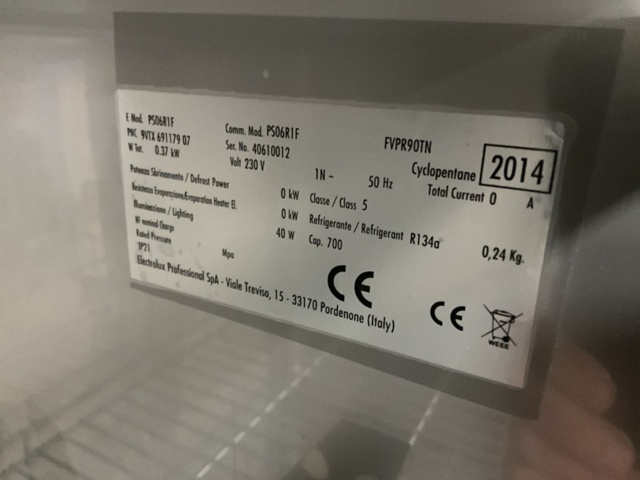 F. Mod. PS06R1F
Comm. Mod. PS06R1F
FVPR90TN
PNC 9VTX 691179 07
Ser. No. 40610012
Cyclopentane 2014
W Tot. 0.37 kW
Volt 230 V
1N ~ 50 Hz
Total Current 0 A
Potenza Sbrinamento / Defrost Power 0 kW
Classe / Class 5
Resistenza Evaporazione/Evaporation Heater El. 0 kW
Refrigerante / Refrigerant R134a 0,24 Kg.
Illuminazione / Lighting 40 W
Cap. 700
W nominal Charge
Rated Pressure Mpa
IP21
CE
CE
Electrolux Professional SpA - Viale Treviso, 15 - 33170 Pordenone (Italy)
WEEE